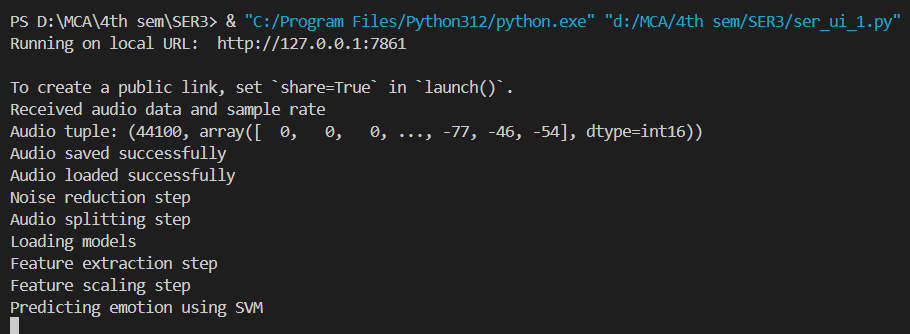 PS D:\MCA\4th sem\SER3> & "C:/Program Files/Python312/python.exe" "d:/MCA/4th sem/SER3/ser_ui_1.py"
Running on local URL:  http://127.0.0.1:7861

To create a public link, set `share=True` in `launch()`.
Received audio data and sample rate
Audio tuple: (44100, array([  0,   0,   0, ..., -77, -46, -54], dtype=int16))
Audio saved successfully
Audio loaded successfully
Noise reduction step
Audio splitting step
Loading models
Feature extraction step
Feature scaling step
Predicting emotion using SVM